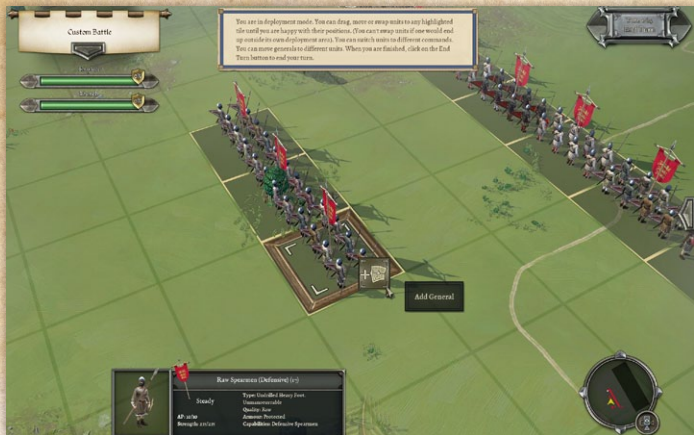 Custom Battle
You are in deployment mode. You can drag, move or swap units to any highlighted
tile until you are happy with their positions. (You can't swap units if one would end
up outside its own deployment area). You can switch units to different commands.
You can move generals to different units. When you are finished, click on the End
Turn button to end your turn.
Add General
Raw Spearmen (Defensive)
Steady
Type: Undrilled Heavy Foot
Unmaneuverable
Quality: Raw
Armour: Protected
Capabilities: Defensive Spearmen